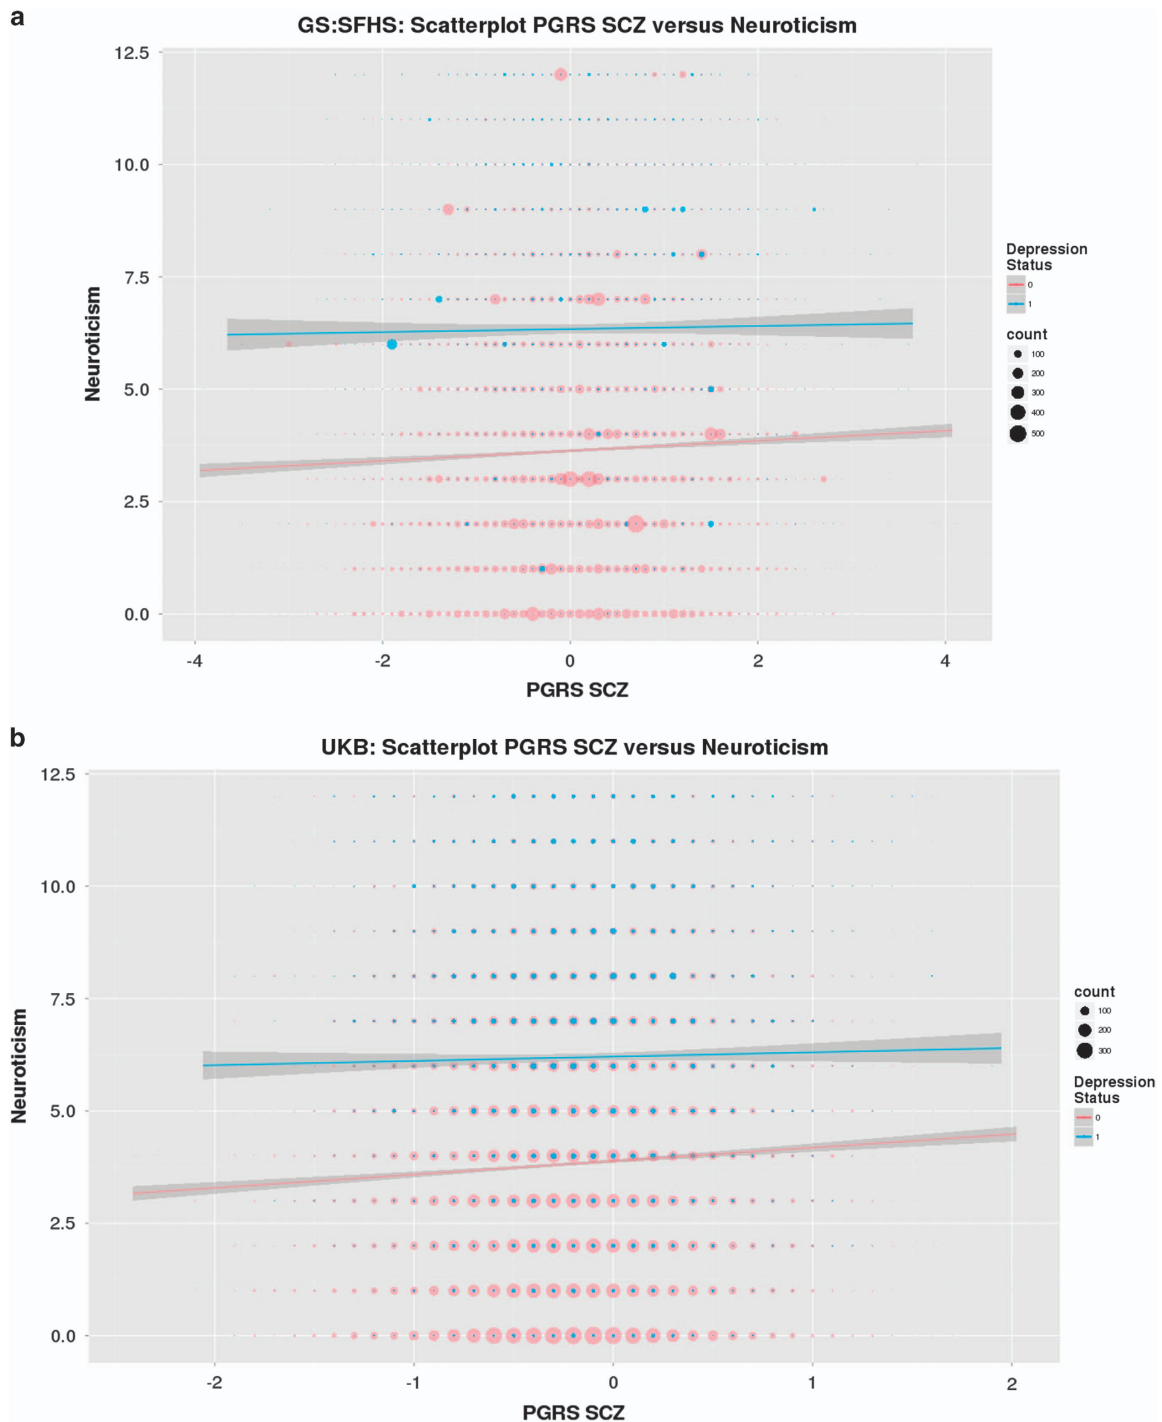 a
GS:SFHS: Scatterplot PGRS SCZ versus Neuroticism
12.5
10.0
7.5
5.0
2.5
0.0
Neuroticism
-4 -2 0 2 4
PGRS SCZ
Depression
Status
0
1
count
100
200
300
400
500
b
UKB: Scatterplot PGRS SCZ versus Neuroticism
12.5
10.0
7.5
5.0
2.5
0.0
Neuroticism
-2 -1 0 1 2
PGRS SCZ
count
100
200
300
Depression
Status
0
1